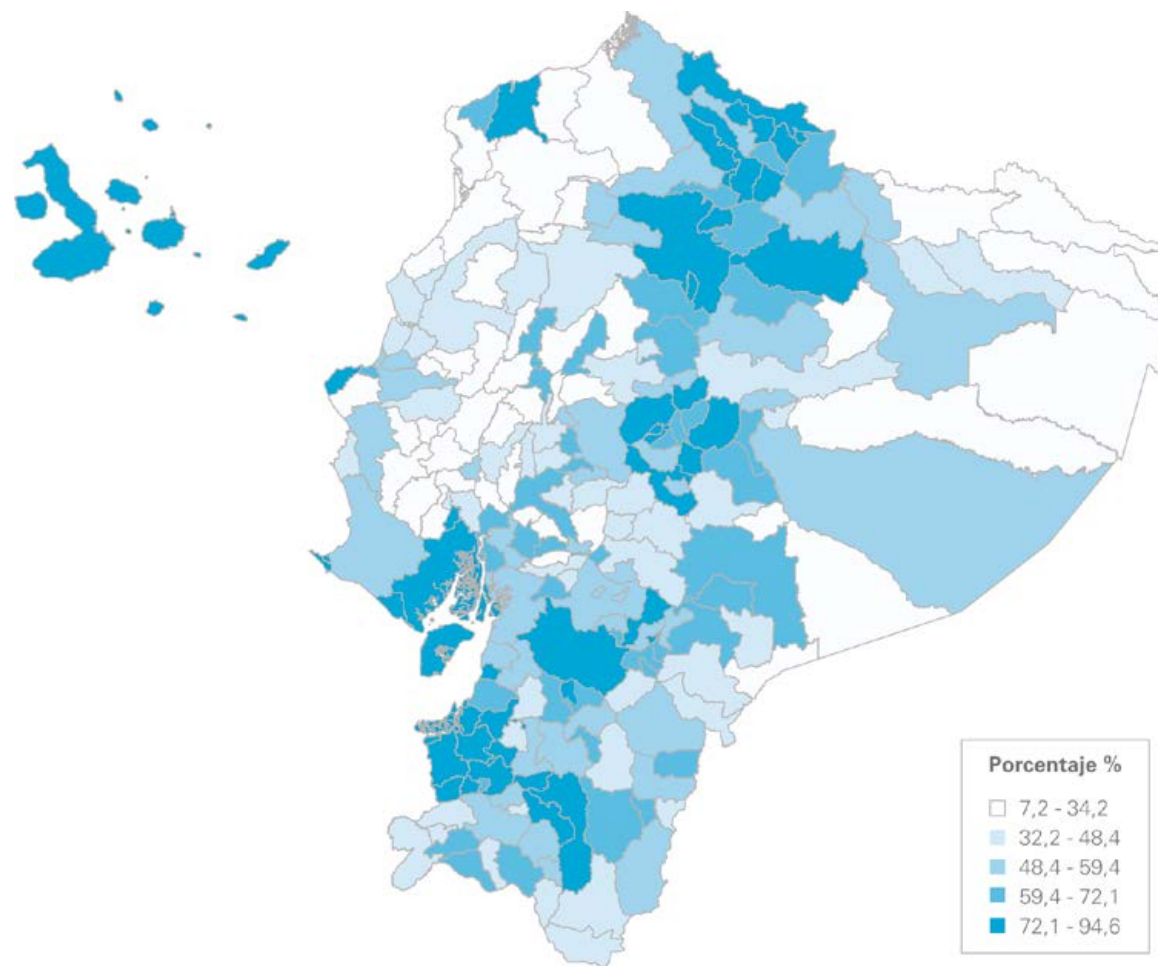 Porcentaje %
7,2 - 34,2
32,2 - 48,4
48,4 - 59,4
59,4 - 72,1
72,1 - 94,6